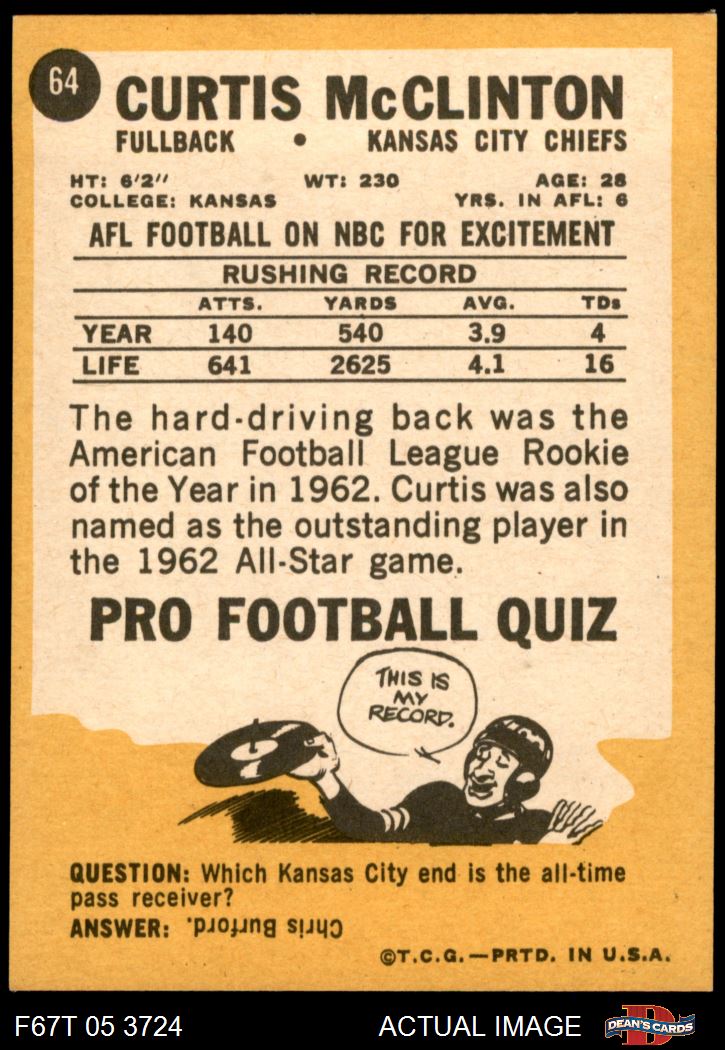 64
CURTIS McCLINTON
FULLBACK • KANSAS CITY CHIEFS
HT: 6'2" WT: 230 AGE: 28
COLLEGE: KANSAS YRS. IN AFL: 6
AFL FOOTBALL ON NBC FOR EXCITEMENT
RUSHING RECORD
ATTS. YARDS AVG. TDs
YEAR 140 540 3.9 4
LIFE 641 2625 4.1 16
The hard-driving back was the
American Football League Rookie
of the Year in 1962. Curtis was also
named as the outstanding player in
the 1962 All-Star game.
PRO FOOTBALL QUIZ
THIS IS
MY
RECORD.
QUESTION: Which Kansas City end is the all-time
pass receiver?
ANSWER: Chris Burford.
©T.C.G.—PRTD. IN U.S.A.
F67T 05 3724 ACTUAL IMAGE
D
DEAN'S CARDS